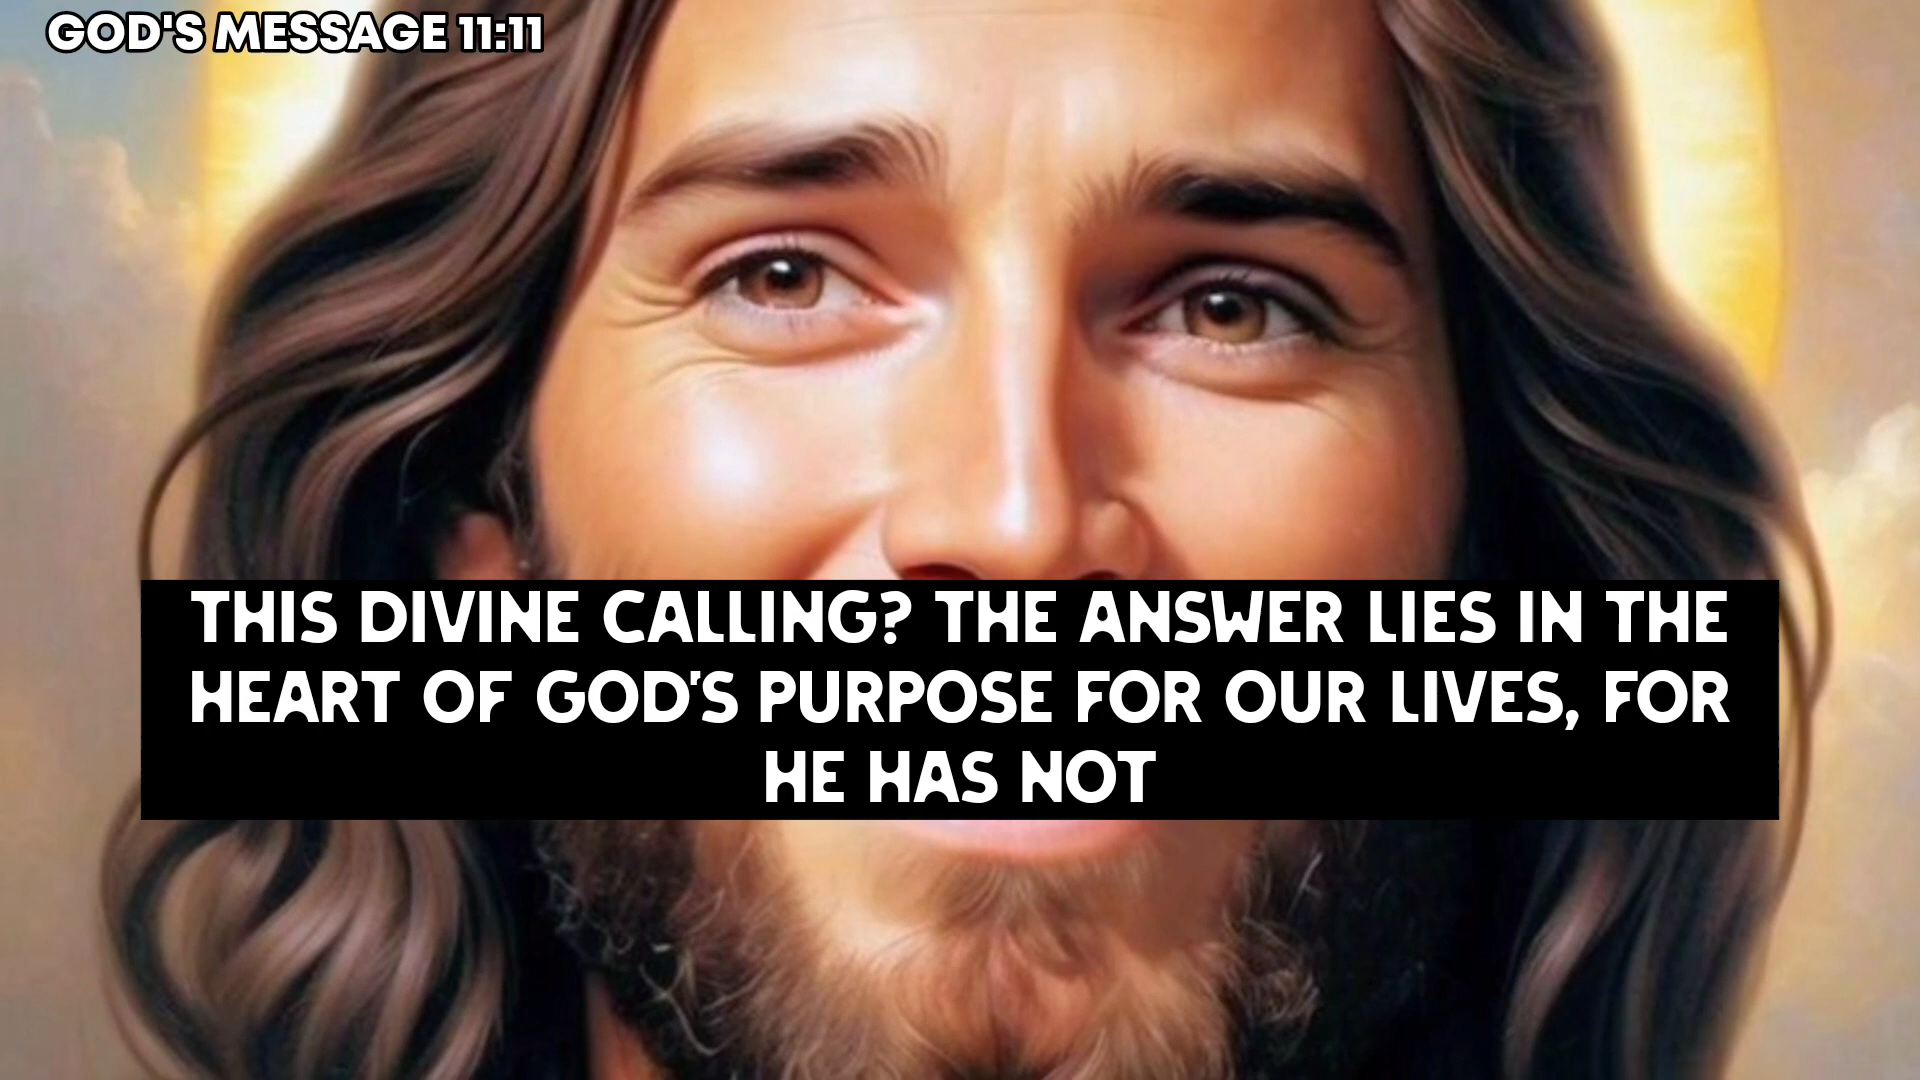 GOD'S MESSAGE 11:11
THIS DIVINE CALLING? THE ANSWER LIES IN THE
HEART OF GOD'S PURPOSE FOR OUR LIVES, FOR
HE HAS NOT